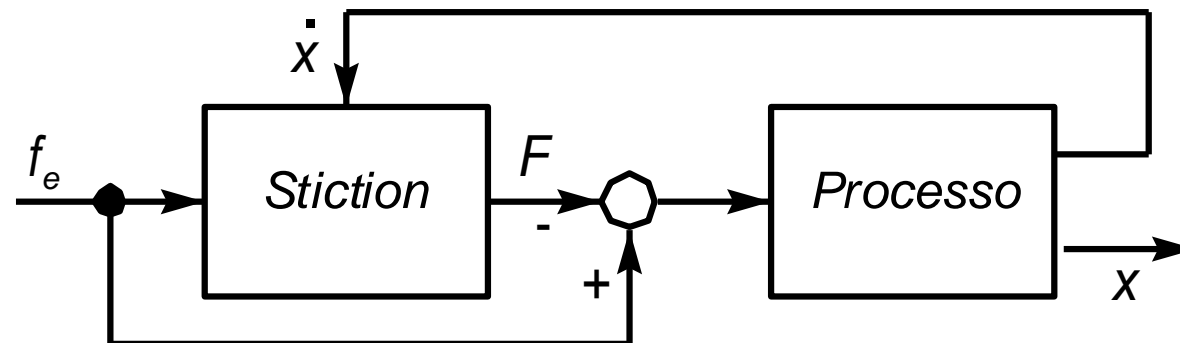 ẋ
fₑ
Stiction
F
-
+
Processo
x